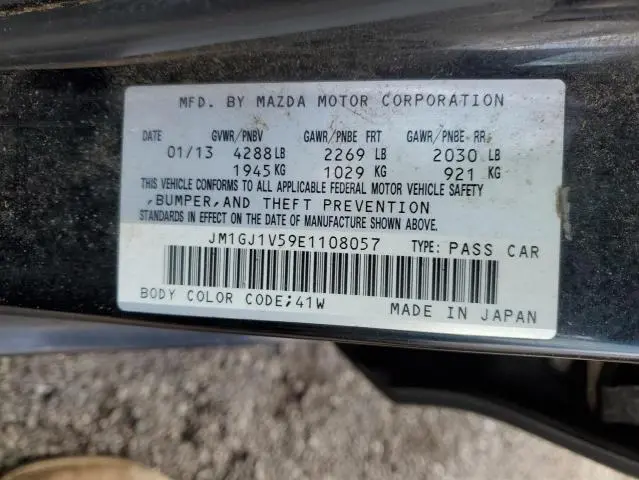 MFD. BY MAZDA MOTOR CORPORATION
DATE GVWR/PNBV GAWR/PNBE FRT GAWR/PNBE RR
01/13 4288 LB 2269 LB 2030 LB
1945 KG 1029 KG 921 KG
THIS VEHICLE CONFORMS TO ALL APPLICABLE FEDERAL MOTOR VEHICLE SAFETY
,BUMPER,AND THEFT PREVENTION
STANDARDS IN EFFECT ON THE DATE OF MANUFACTURE SHOWN ABOVE.
JM1GJ1V59E1108057 TYPE: PASS CAR
BODY COLOR CODE;41W MADE IN JAPAN